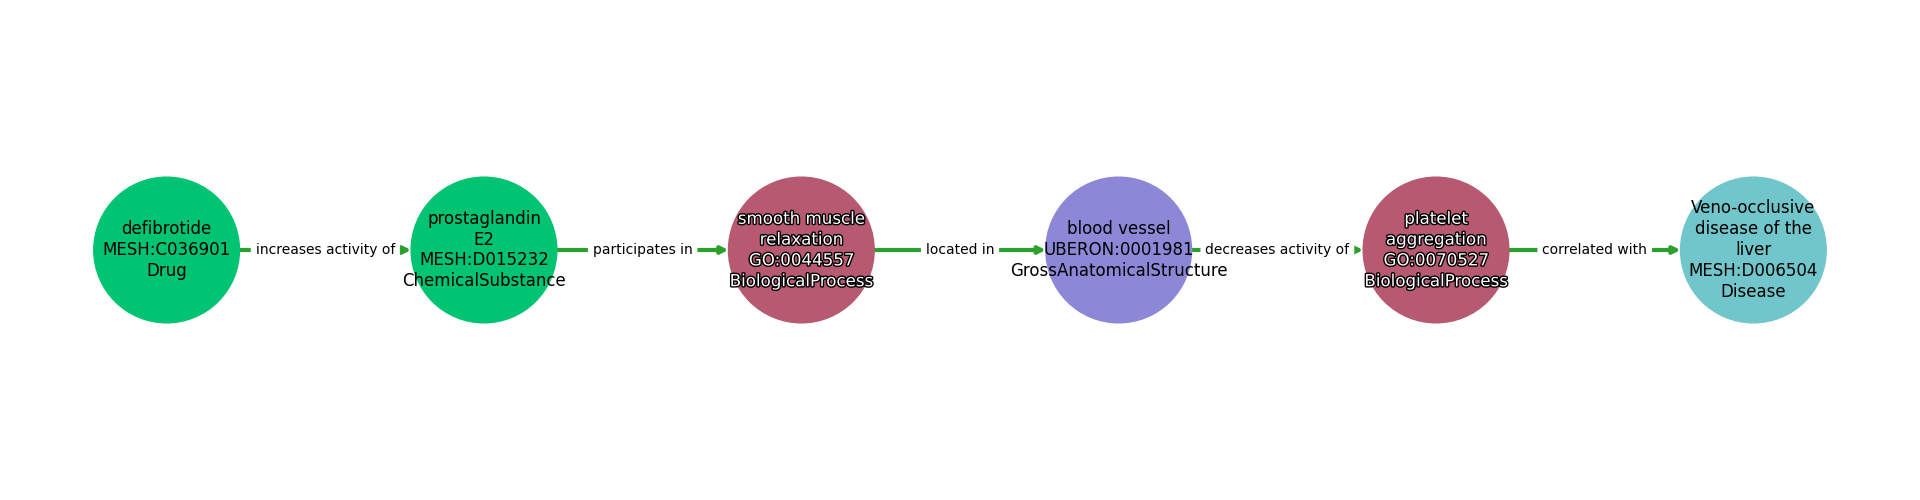 defibrotide
MESH:C036901
Drug
increases activity of
prostaglandin
E2
MESH:D015232
ChemicalSubstance
participates in
smooth muscle
relaxation
GO:0044557
BiologicalProcess
located in
blood vessel
UBERON:0001981
GrossAnatomicalStructure
decreases activity of
platelet
aggregation
GO:0070527
BiologicalProcess
correlated with
Veno-occlusive
disease of the
liver
MESH:D006504
Disease